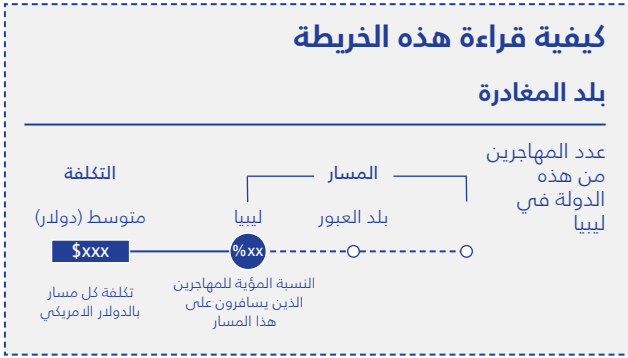 كيفية قراءة هذه الخريطة
بلد المغادرة
عدد المهاجرين
من هذه
الدولة في
ليبيا
المسار
بلد العبور
ليبيا
%xx
النسبة المؤية للمهاجرين
الذين يسافرون على
هذا المسار
التكلفة
متوسط (دولار)
$xxx
تكلفة كل مسار
بالدولار الامريكي